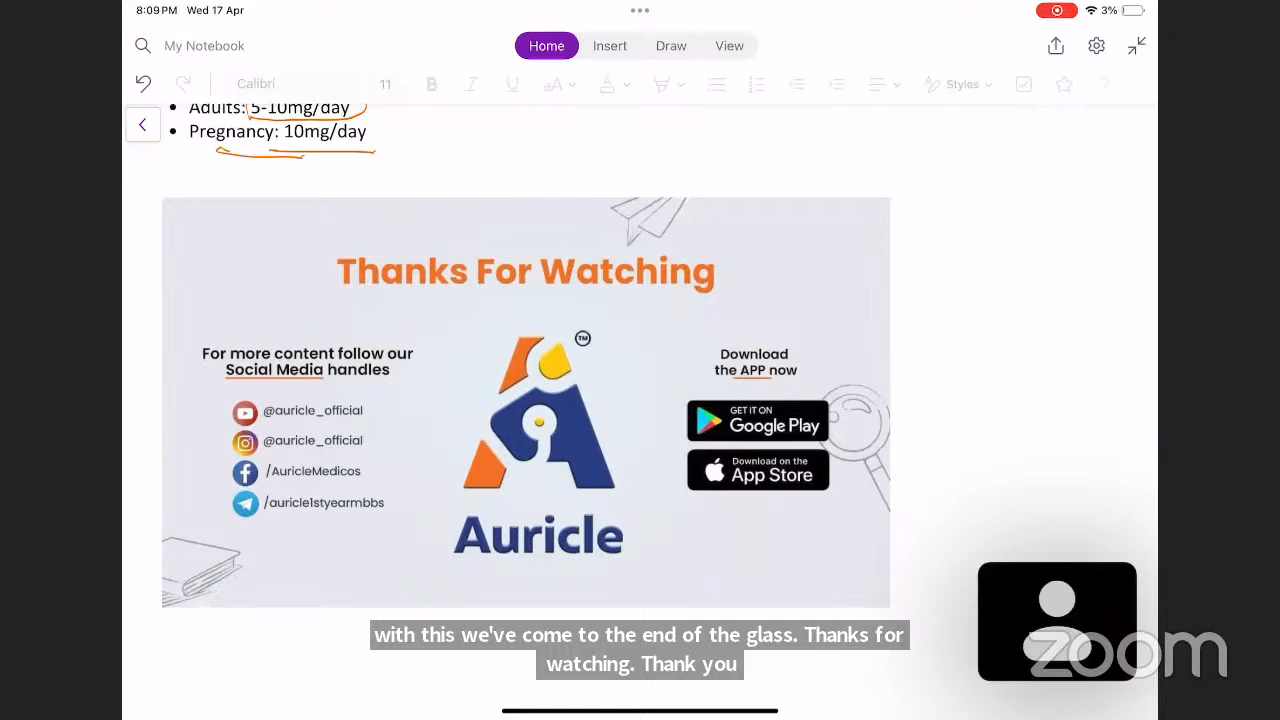 8:09 PM Wed 17 Apr
3%
My Notebook
Home Insert Draw View
Calibri 11 B I U aA A Styles
• Adults: 5-10mg/day
• Pregnancy: 10mg/day
Thanks For Watching
TM
For more content follow our
Social Media handles
@auricle_official
@auricle_official
/AuricleMedicos
/auricle1styearmbbs
Download
the APP now
GET IT ON
Google Play
Download on the
App Store
Auricle
with this we've come to the end of the glass. Thanks for
watching. Thank you
zoom